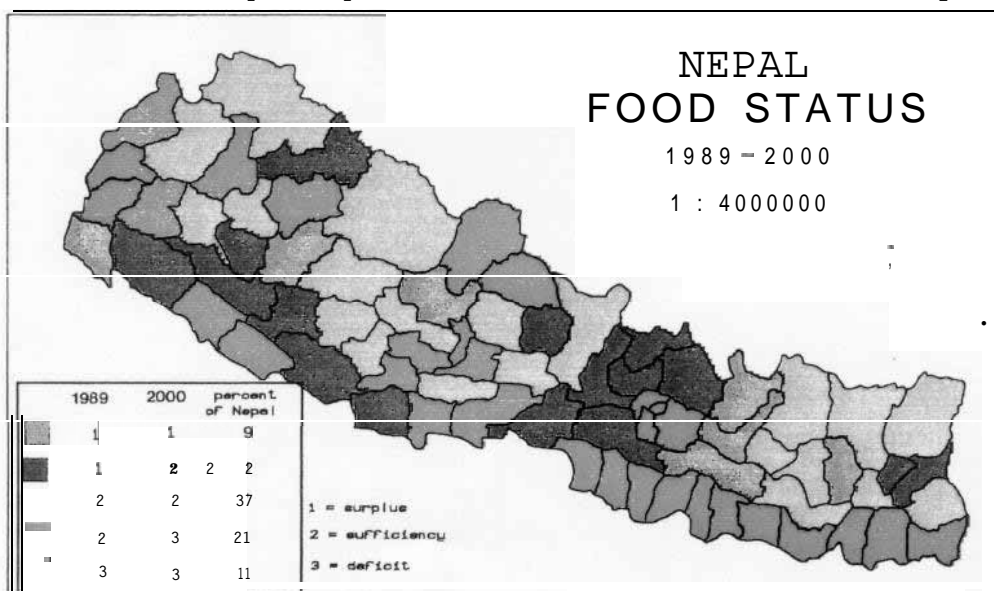 NEPAL
FOOD STATUS
1989-2000
1 : 4000000
1989 2000 percent
of Nepal
1 1 9
1 2 2 2
2 2 37
2 3 21
3 3 11
1 = surplus
2 = sufficiency
3 = deficit